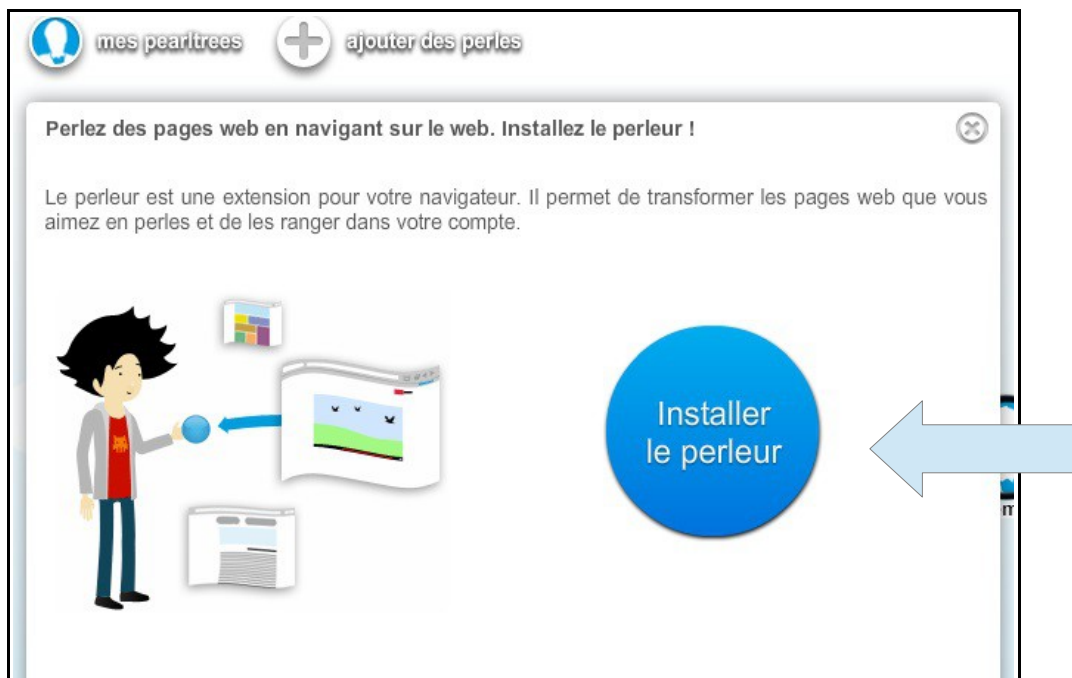 mes pearltrees ajouter des perles
Perlez des pages web en navigant sur le web. Installez le perleur !
Le perleur est une extension pour votre navigateur. Il permet de transformer les pages web que vous
aimez en perles et de les ranger dans votre compte.
Installer
le perleur